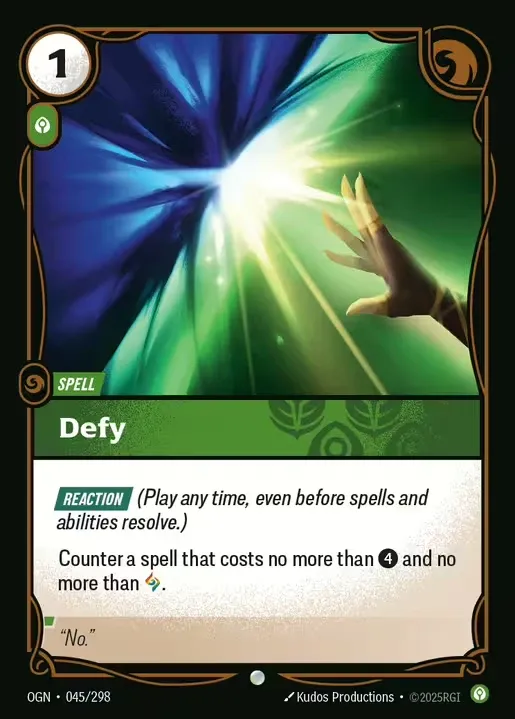 1
SPELL
Defy
REACTION (Play any time, even before spells and
abilities resolve.)
Counter a spell that costs no more than 4 and no
more than .
“No.”
OGN • 045/298
Kudos Productions • ©2025RGI